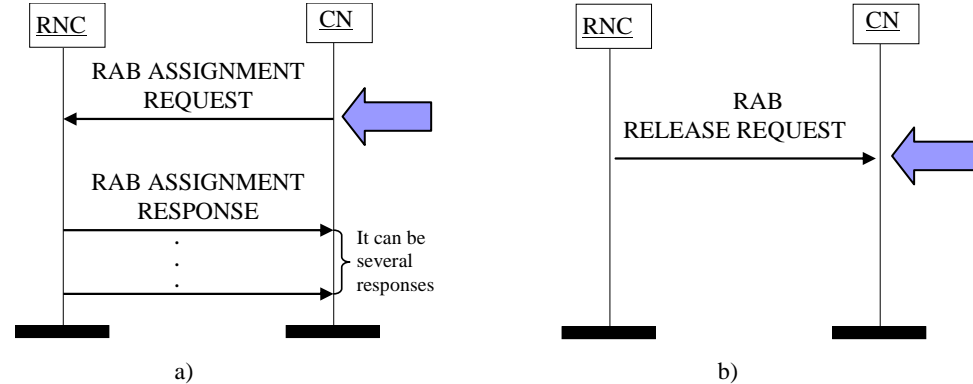 RNC
CN
RAB ASSIGNMENT
REQUEST
RAB ASSIGNMENT
RESPONSE
.
.
.
It can be
several
responses
a)
RNC
CN
RAB
RELEASE REQUEST
b)